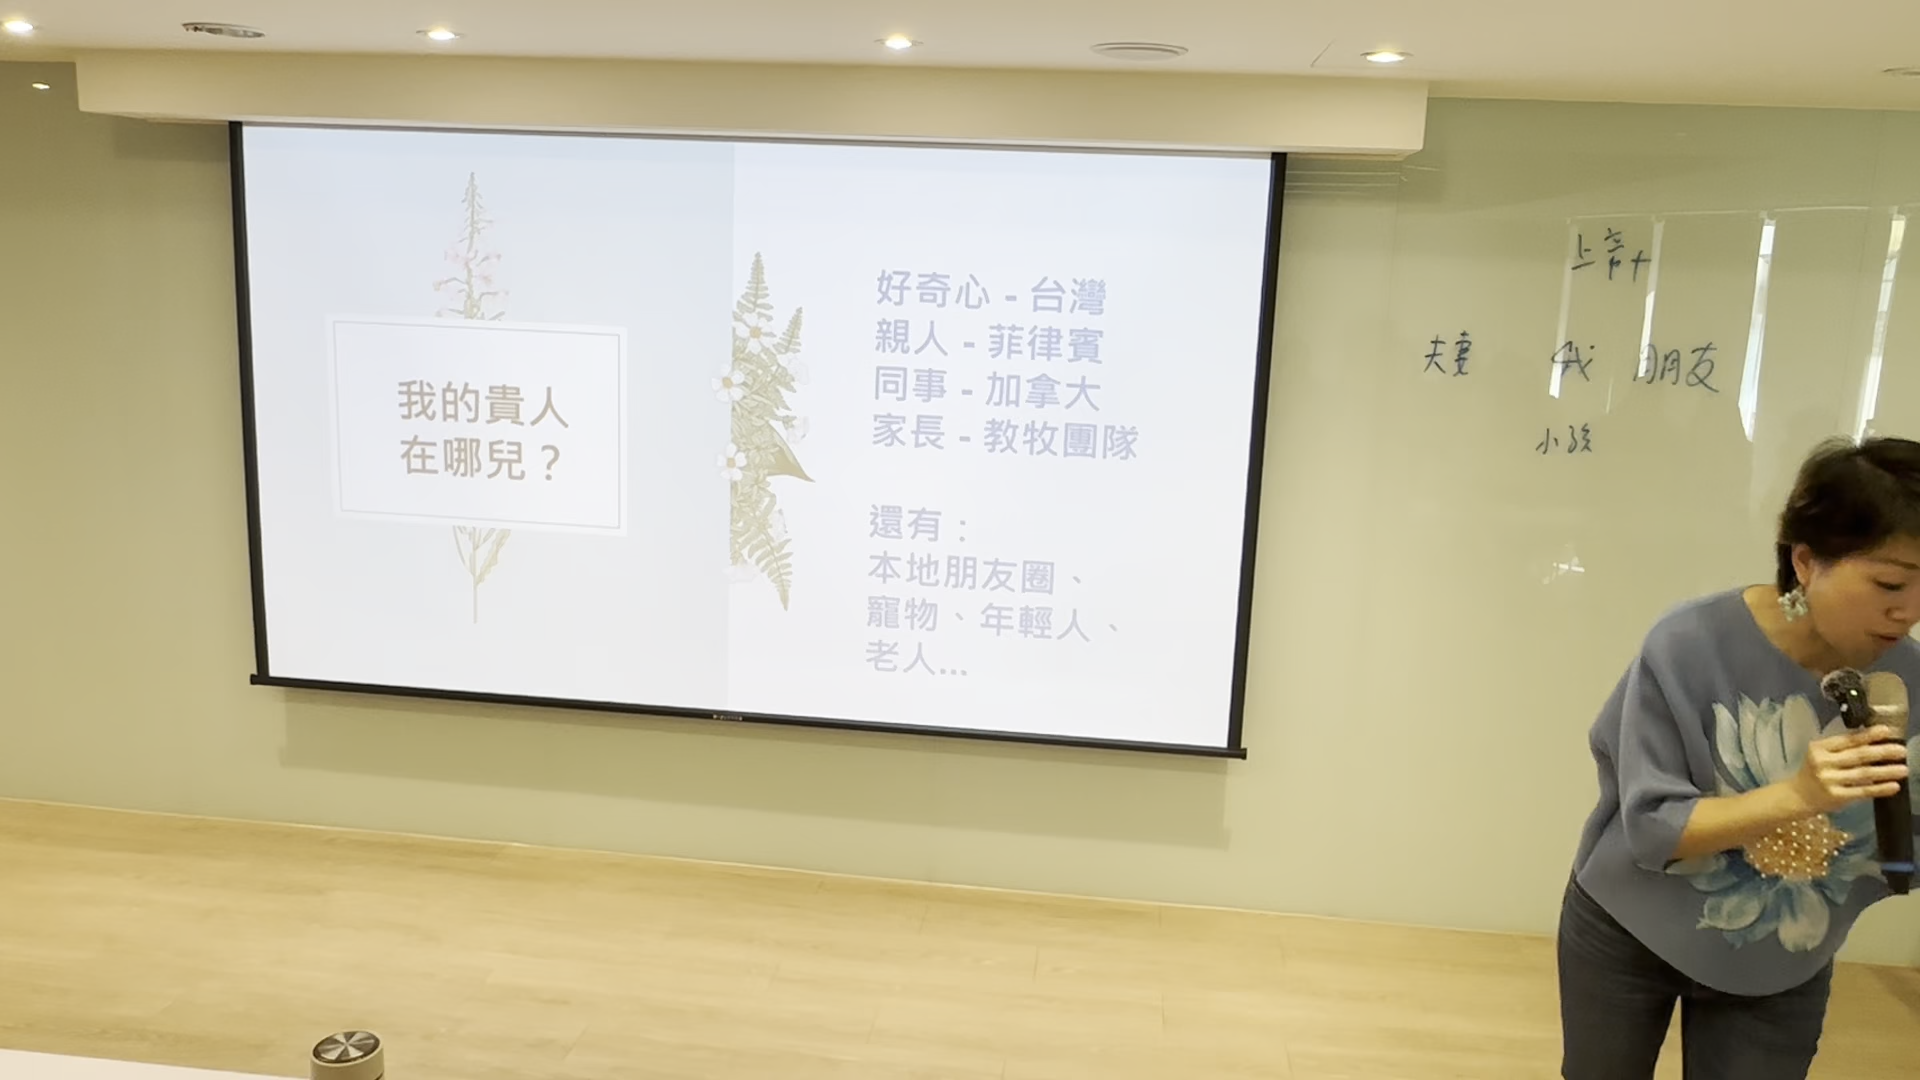 我的貴人
在哪兒？
好奇心 - 台灣
親人 - 菲律賓
同事 - 加拿大
家長 - 教牧團隊
還有：
本地朋友圈、
寵物、年輕人、
老人...
上帝
夫妻 我 朋友
小孩